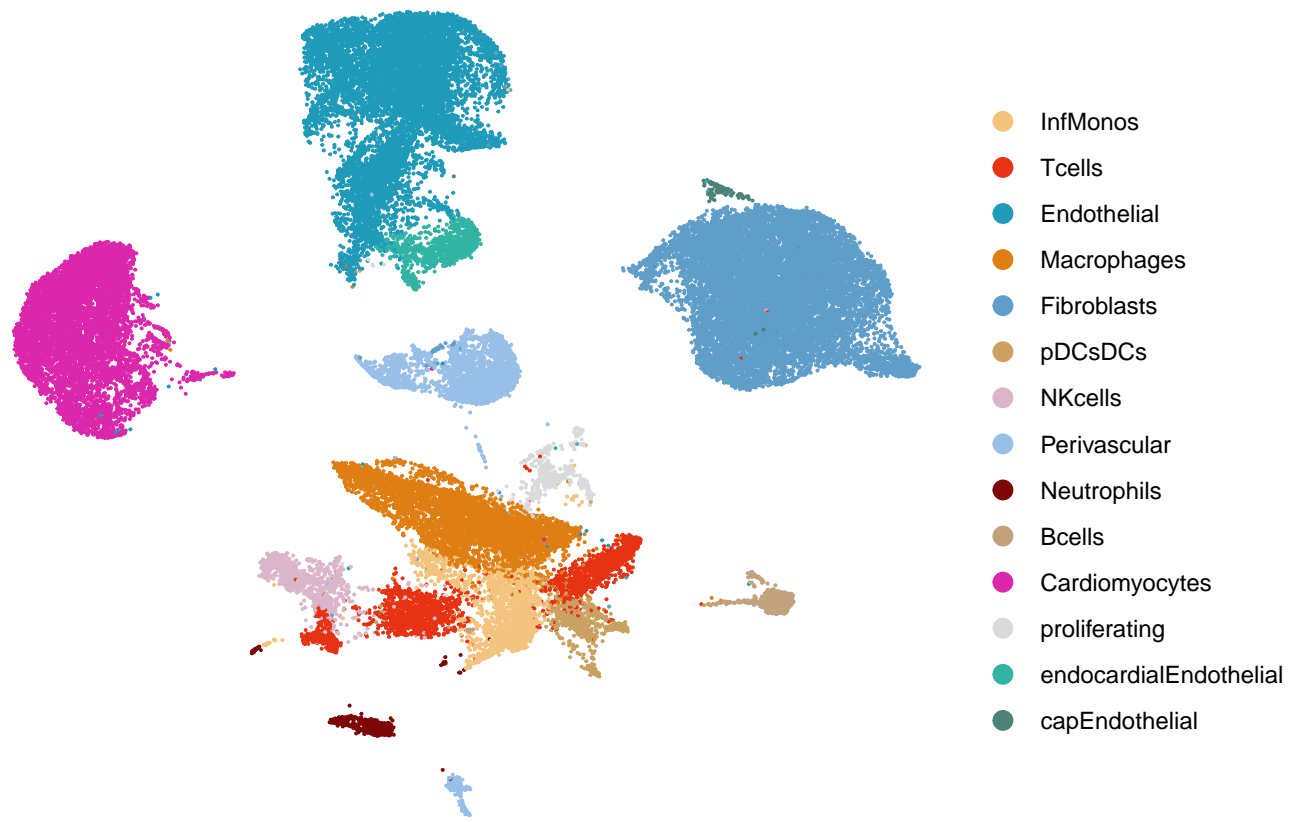 InfMonos
Tcells
Endothelial
Macrophages
Fibroblasts
pDCsDCs
NKcells
Perivascular
Neutrophils
Bcells
Cardiomyocytes
proliferating
endocardialEndothelial
capEndothelial